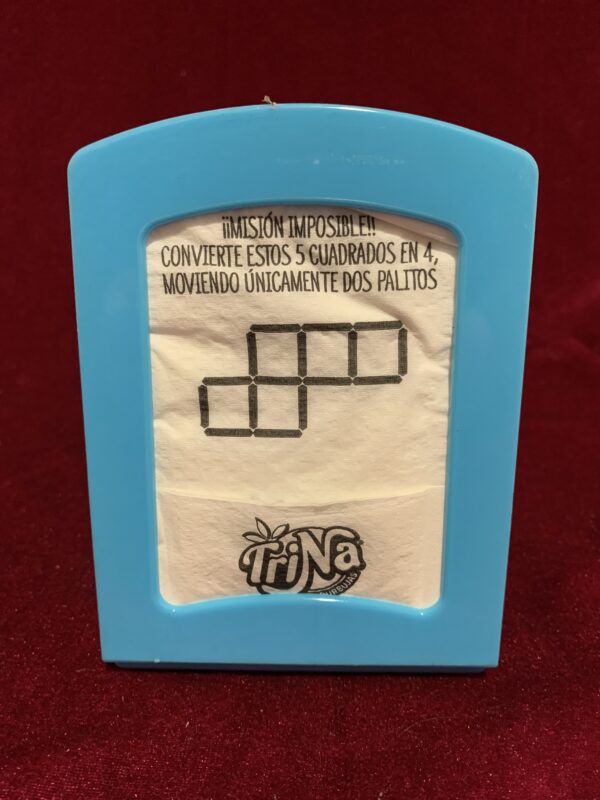 ¡¡MISIÓN IMPOSIBLE!!
CONVIERTE ESTOS 5 CUADRADOS EN 4,
MOVIENDO ÚNICAMENTE DOS PALITOS
TriNa